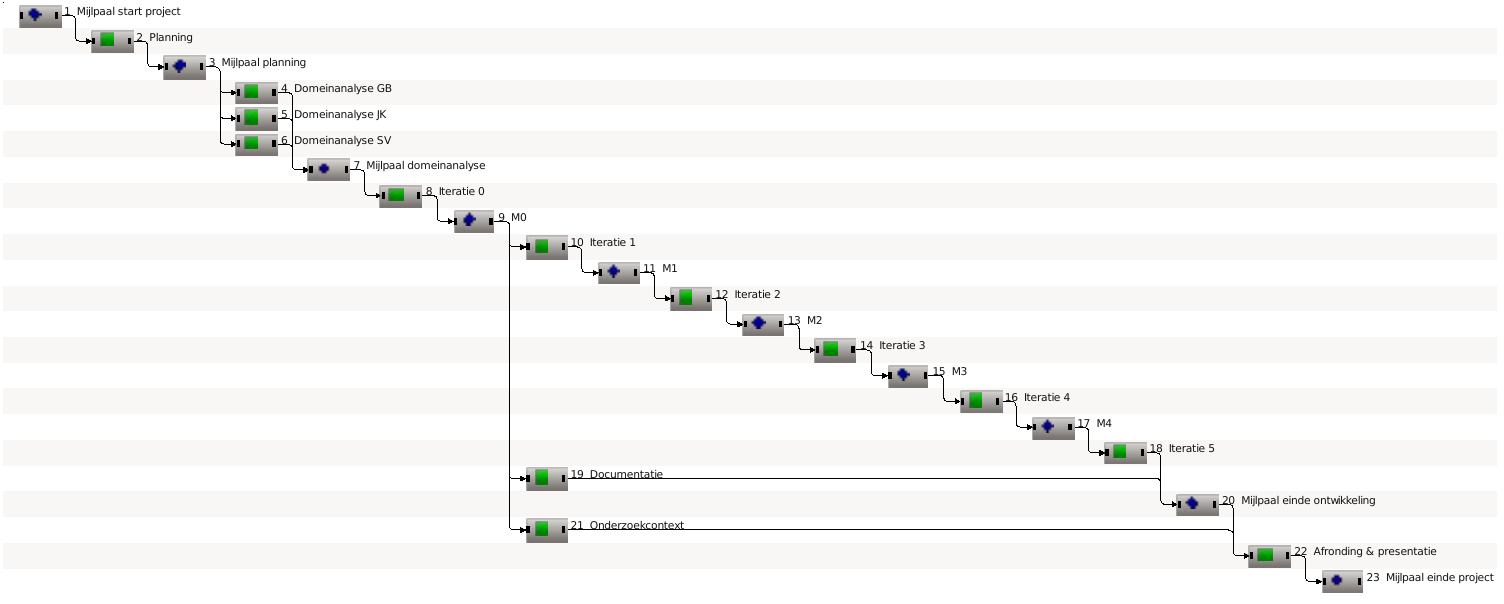 1 Mijlpaal start project
2 Planning
3 Mijlpaal planning
4 Domeinanalyse GB
5 Domeinanalyse JK
6 Domeinanalyse SV
7 Mijlpaal domeinanalyse
8 Iteratie 0
9 M0
10 Iteratie 1
11 M1
12 Iteratie 2
13 M2
14 Iteratie 3
15 M3
16 Iteratie 4
17 M4
18 Iteratie 5
19 Documentatie
20 Mijlpaal einde ontwikkeling
21 Onderzoekcontext
22 Afronding & presentatie
23 Mijlpaal einde project